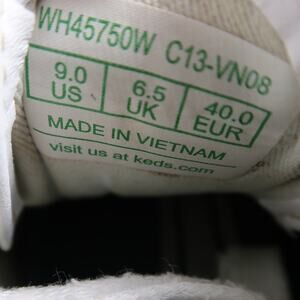 WH45750W C13-VN08
9.0 6.5 40.0
US UK EUR
MADE IN VIETNAM
visit us at keds.com